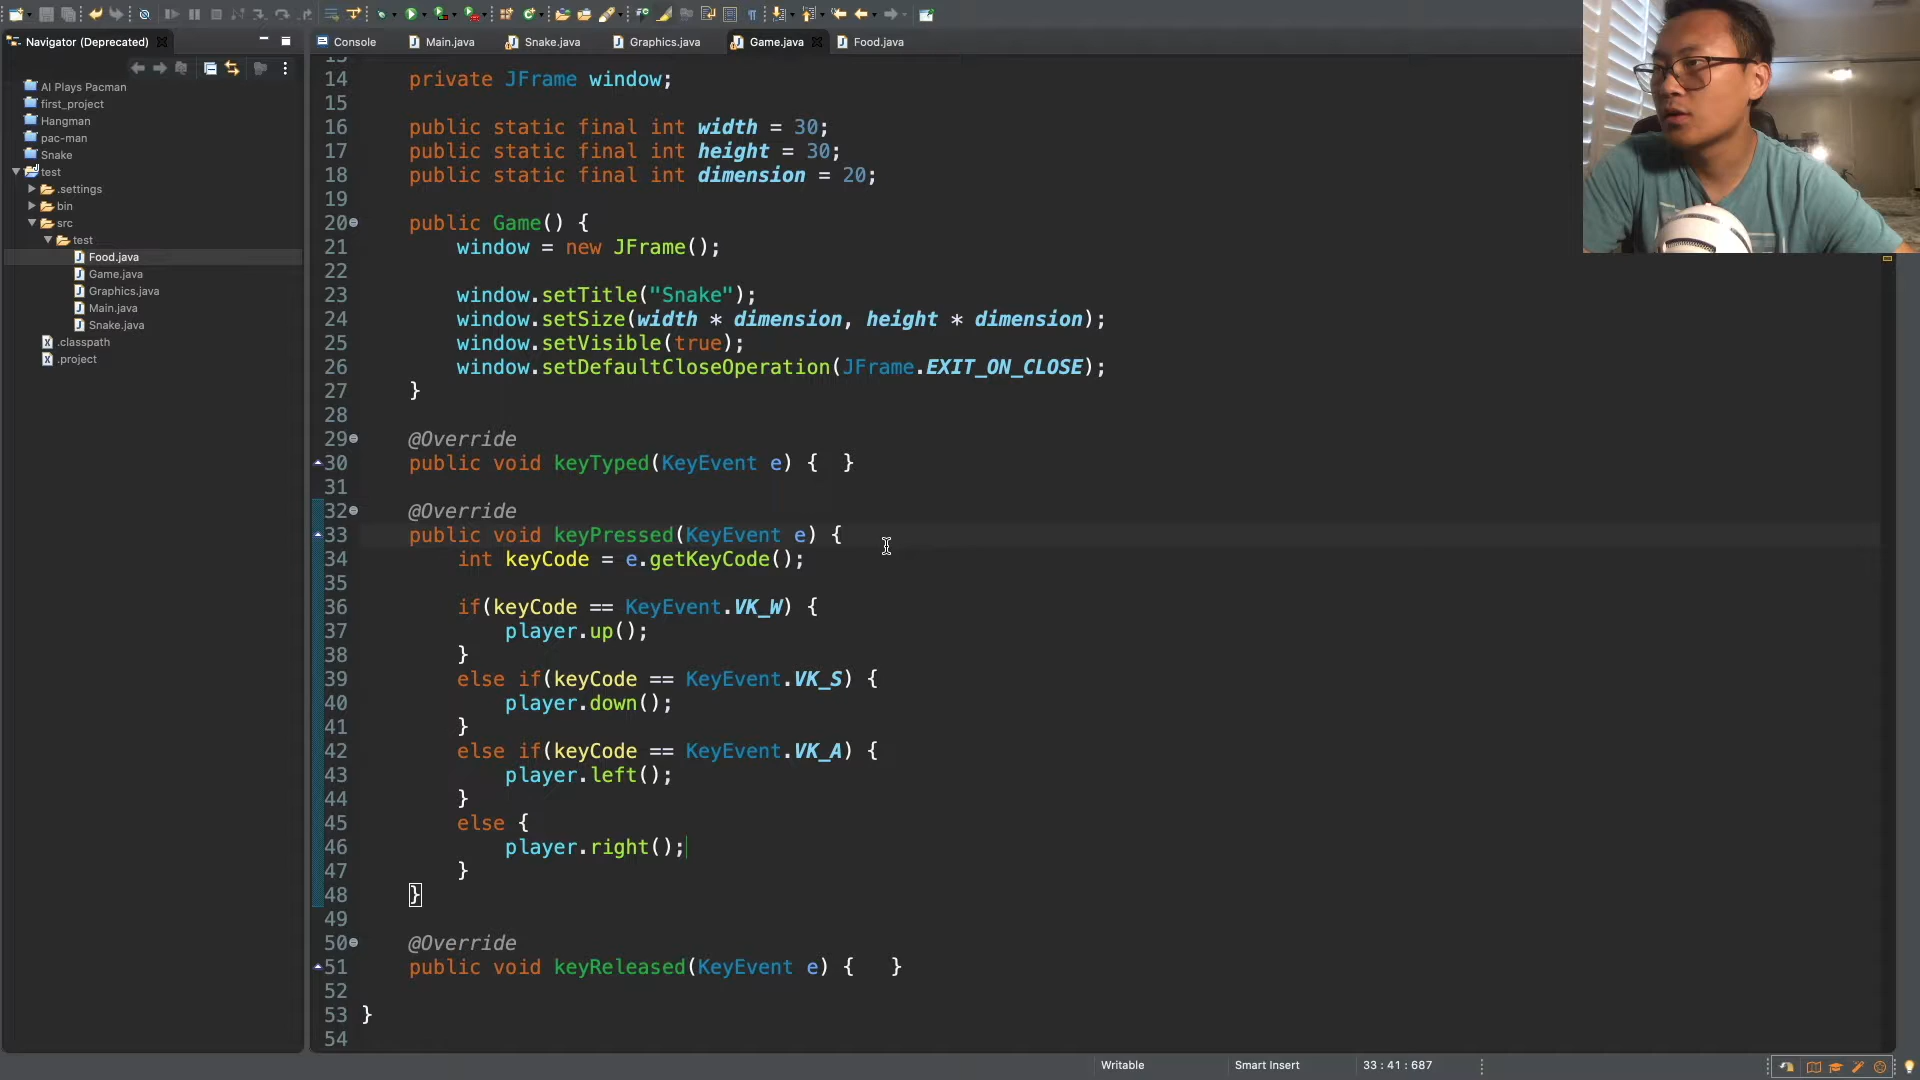 Navigator (Deprecated)
Console
Main.java
Snake.java
Graphics.java
Game.java
Food.java
AI Plays Pacman
first_project
Hangman
pac-man
Snake
test
.settings
bin
src
test
Food.java
Game.java
Graphics.java
Main.java
Snake.java
.classpath
.project
14 private JFrame window;
15
16 public static final int width = 30;
17 public static final int height = 30;
18 public static final int dimension = 20;
19
20 public Game() {
21 window = new JFrame();
22
23 window.setTitle("Snake");
24 window.setSize(width * dimension, height * dimension);
25 window.setVisible(true);
26 window.setDefaultCloseOperation(JFrame.EXIT_ON_CLOSE);
27 }
28
29 @Override
30 public void keyTyped(KeyEvent e) { }
31
32 @Override
33 public void keyPressed(KeyEvent e) {
34 int keyCode = e.getKeyCode();
35
36 if(keyCode == KeyEvent.VK_W) {
37 player.up();
38 }
39 else if(keyCode == KeyEvent.VK_S) {
40 player.down();
41 }
42 else if(keyCode == KeyEvent.VK_A) {
43 player.left();
44 }
45 else {
46 player.right();
47 }
48 }
49
50 @Override
51 public void keyReleased(KeyEvent e) { }
52
53 }
54
Writable
Smart Insert
33 : 41 : 687